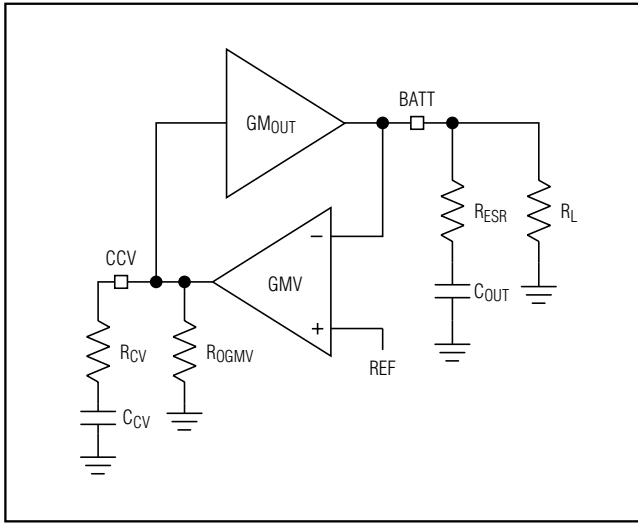 GMOUT
BATT
RESR
RL
CCV
−
GMV
+
COUT
RCV
ROGMV
REF
CCV